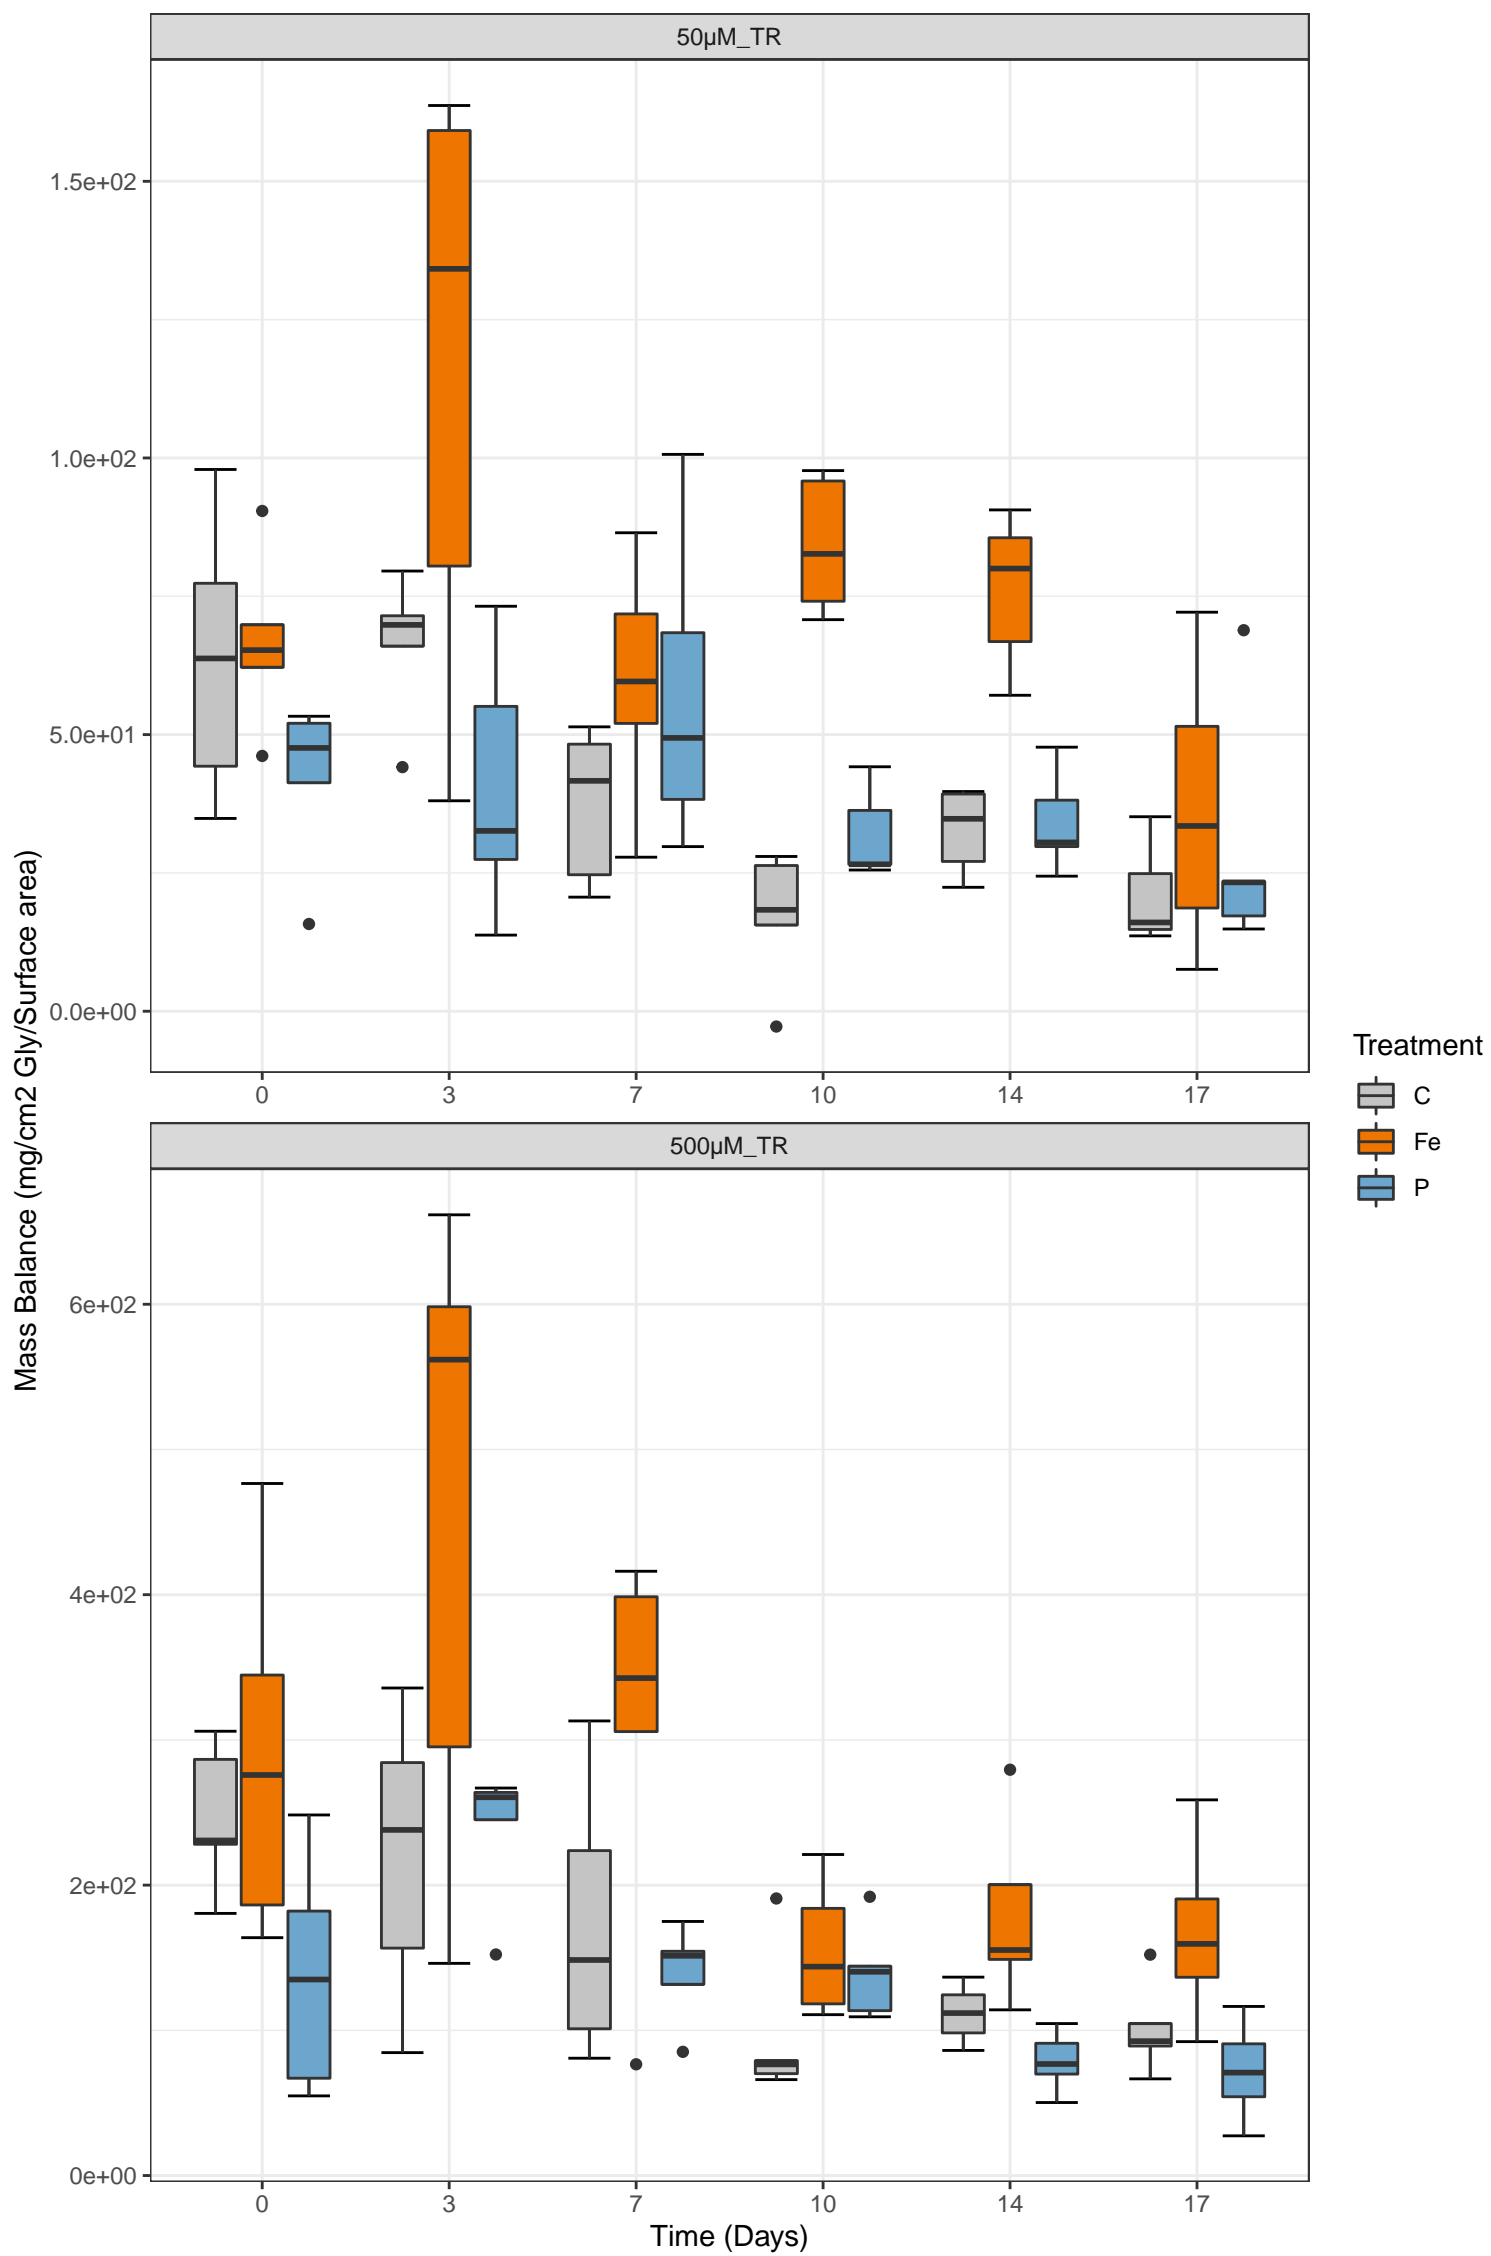 50µM_TR
1.5e+02
1.0e+02
5.0e+01
0.0e+00
0 3 7 10 14 17
500µM_TR
6e+02
4e+02
2e+02
0e+00
0 3 7 10 14 17
Time (Days)
Mass Balance (mg/cm2 Gly/Surface area)
Treatment
C
Fe
P